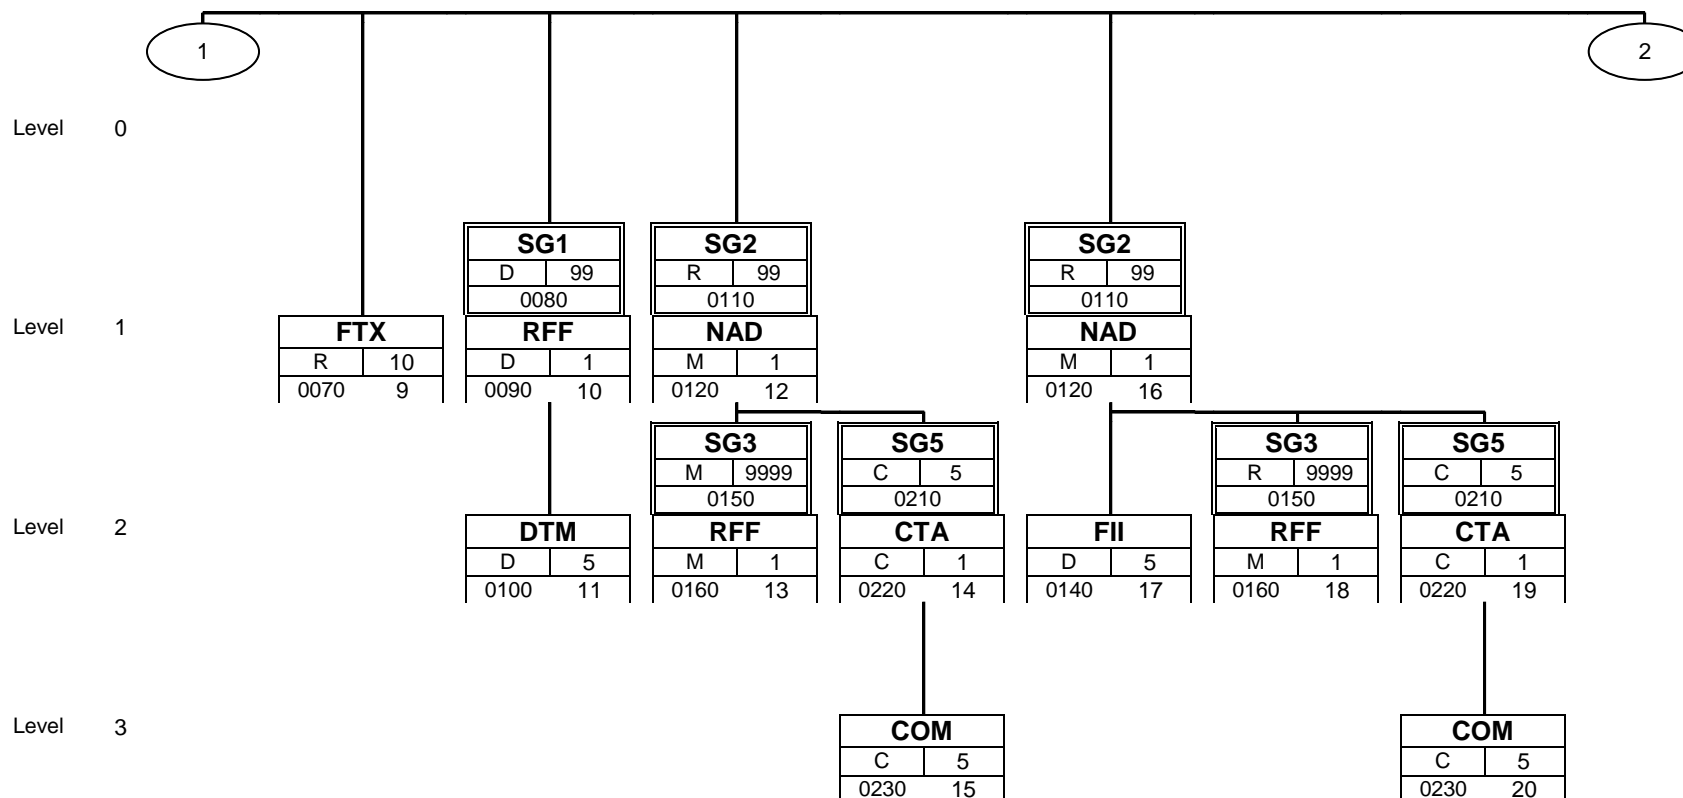 1 2
Level 0
SG1 SG2 SG2
D 99 R 99 R 99
0080 0110 0110
Level 1 FTX RFF NAD NAD
R 10 D 1 M 1 M 1
0070 9 0090 10 0120 12 0120 16
SG3 SG5 SG3 SG5
M 9999 C 5 R 9999 C 5
0150 0210 0150 0210
Level 2 DTM RFF CTA FII RFF CTA
D 5 M 1 C 1 D 5 M 1 C 1
0100 11 0160 13 0220 14 0140 17 0160 18 0220 19
Level 3 COM COM
C 5 C 5
0230 15 0230 20